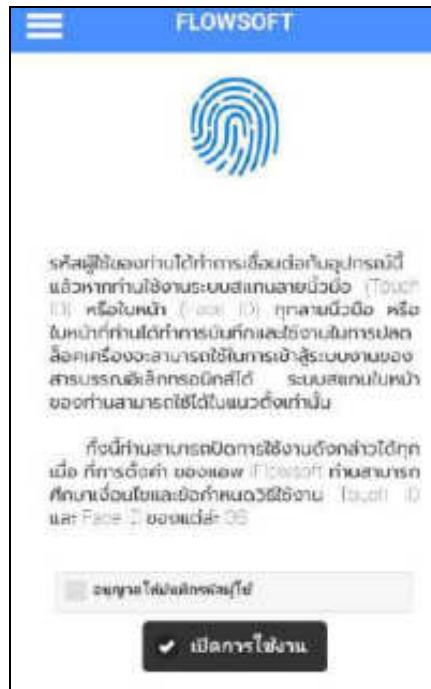 FLOWSOFT
รหัสผู้ใช้ของท่านได้ทำการเชื่อมต่อกับอุปกรณ์นี้
แล้วหากท่านใช้งานระบบสแกนลายนิ้วมือ (Touch
ID) หรือใบหน้า (Face ID) ทุกลายนิ้วมือ หรือ
ใบหน้าที่ท่านได้ทำการบันทึกและใช้งานในการปลด
ล็อคเครื่องจะสามารถใช้ในการเข้าสู่ระบบงานของ
สารบรรณอิเล็กทรอนิกส์ได้ ระบบสแกนใบหน้า
ของท่านสามารถใช้ได้ในแนวตั้งเท่านั้น
ทั้งนี้ท่านสามารถปิดการใช้งานดังกล่าวได้ทุก
เมื่อ ที่การตั้งค่า ของแอพ iFlowsoft ท่านสามารถ
ศึกษาเงื่อนไขและข้อกำหนดวิธีใช้งาน Touch ID
และ Face ID ของแต่ล่ะ OS
อนุญาตให้บันทึกรหัสผู้ใช้
เปิดการใช้งาน